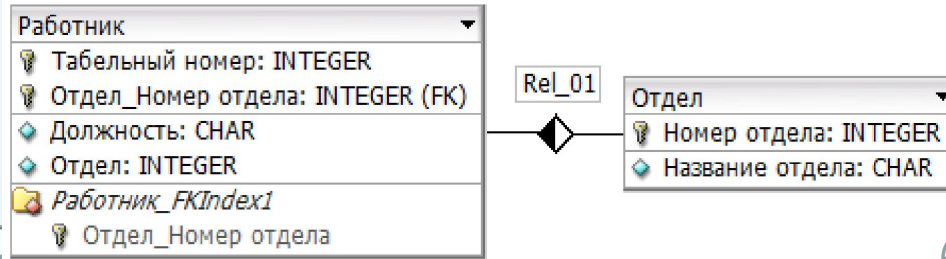 Работник
Табельный номер: INTEGER
Отдел_Номер отдела: INTEGER (FK)
Должность: CHAR
Отдел: INTEGER
Работник_FKIndex1
Отдел_Номер отдела
Rel_01
Отдел
Номер отдела: INTEGER
Название отдела: CHAR